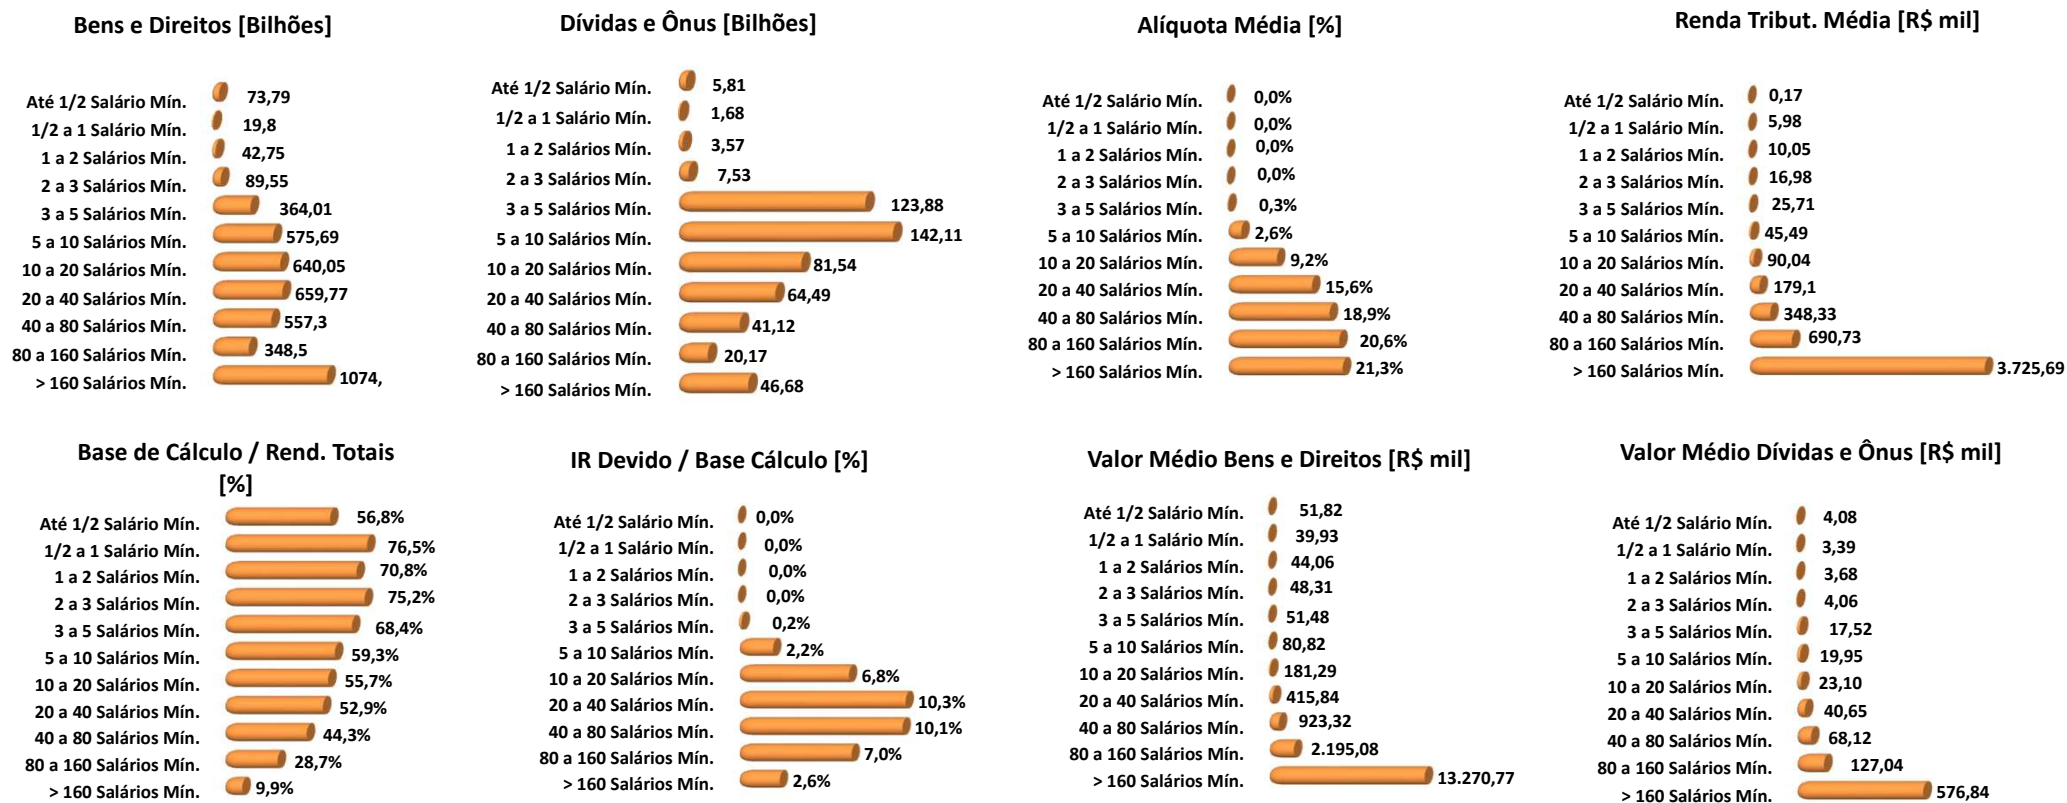 Bens e Direitos [Bilhões]
Até 1/2 Salário Mín. 73,79
1/2 a 1 Salário Mín. 19,8
1 a 2 Salários Mín. 42,75
2 a 3 Salários Mín. 89,55
3 a 5 Salários Mín. 364,01
5 a 10 Salários Mín. 575,69
10 a 20 Salários Mín. 640,05
20 a 40 Salários Mín. 659,77
40 a 80 Salários Mín. 557,3
80 a 160 Salários Mín. 348,5
> 160 Salários Mín. 1074,
Dívidas e Ônus [Bilhões]
Até 1/2 Salário Mín. 5,81
1/2 a 1 Salário Mín. 1,68
1 a 2 Salários Mín. 3,57
2 a 3 Salários Mín. 7,53
3 a 5 Salários Mín. 123,88
5 a 10 Salários Mín. 142,11
10 a 20 Salários Mín. 81,54
20 a 40 Salários Mín. 64,49
40 a 80 Salários Mín. 41,12
80 a 160 Salários Mín. 20,17
> 160 Salários Mín. 46,68
Alíquota Média [%]
Até 1/2 Salário Mín. 0,0%
1/2 a 1 Salário Mín. 0,0%
1 a 2 Salários Mín. 0,0%
2 a 3 Salários Mín. 0,0%
3 a 5 Salários Mín. 0,3%
5 a 10 Salários Mín. 2,6%
10 a 20 Salários Mín. 9,2%
20 a 40 Salários Mín. 15,6%
40 a 80 Salários Mín. 18,9%
80 a 160 Salários Mín. 20,6%
> 160 Salários Mín. 21,3%
Renda Tribut. Média [R$ mil]
Até 1/2 Salário Mín. 0,17
1/2 a 1 Salário Mín. 5,98
1 a 2 Salários Mín. 10,05
2 a 3 Salários Mín. 16,98
3 a 5 Salários Mín. 25,71
5 a 10 Salários Mín. 45,49
10 a 20 Salários Mín. 90,04
20 a 40 Salários Mín. 179,1
40 a 80 Salários Mín. 348,33
80 a 160 Salários Mín. 690,73
> 160 Salários Mín. 3.725,69
Base de Cálculo / Rend. Totais
[%]
Até 1/2 Salário Mín. 56,8%
1/2 a 1 Salário Mín. 76,5%
1 a 2 Salários Mín. 70,8%
2 a 3 Salários Mín. 75,2%
3 a 5 Salários Mín. 68,4%
5 a 10 Salários Mín. 59,3%
10 a 20 Salários Mín. 55,7%
20 a 40 Salários Mín. 52,9%
40 a 80 Salários Mín. 44,3%
80 a 160 Salários Mín. 28,7%
> 160 Salários Mín. 9,9%
IR Devido / Base Cálculo [%]
Até 1/2 Salário Mín. 0,0%
1/2 a 1 Salário Mín. 0,0%
1 a 2 Salários Mín. 0,0%
2 a 3 Salários Mín. 0,0%
3 a 5 Salários Mín. 0,2%
5 a 10 Salários Mín. 2,2%
10 a 20 Salários Mín. 6,8%
20 a 40 Salários Mín. 10,3%
40 a 80 Salários Mín. 10,1%
80 a 160 Salários Mín. 7,0%
> 160 Salários Mín. 2,6%
Valor Médio Bens e Direitos [R$ mil]
Até 1/2 Salário Mín. 51,82
1/2 a 1 Salário Mín. 39,93
1 a 2 Salários Mín. 44,06
2 a 3 Salários Mín. 48,31
3 a 5 Salários Mín. 51,48
5 a 10 Salários Mín. 80,82
10 a 20 Salários Mín. 181,29
20 a 40 Salários Mín. 415,84
40 a 80 Salários Mín. 923,32
80 a 160 Salários Mín. 2.195,08
> 160 Salários Mín. 13.270,77
Valor Médio Dívidas e Ônus [R$ mil]
Até 1/2 Salário Mín. 4,08
1/2 a 1 Salário Mín. 3,39
1 a 2 Salários Mín. 3,68
2 a 3 Salários Mín. 4,06
3 a 5 Salários Mín. 17,52
5 a 10 Salários Mín. 19,95
10 a 20 Salários Mín. 23,10
20 a 40 Salários Mín. 40,65
40 a 80 Salários Mín. 68,12
80 a 160 Salários Mín. 127,04
> 160 Salários Mín. 576,84